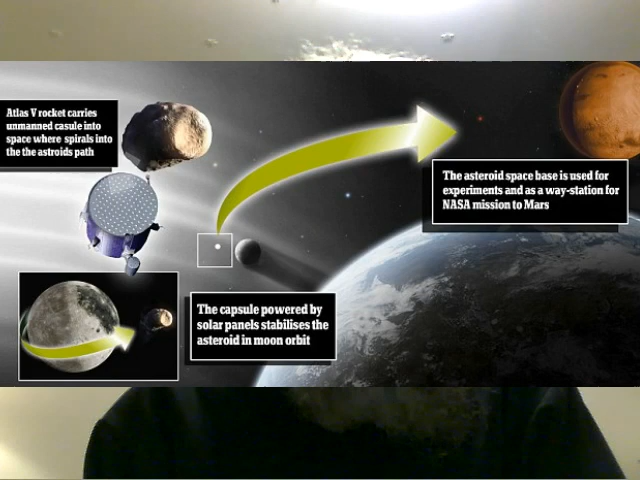 Atlas V rocket carries
unmanned casule into
space where spirals into
the the astroids path
The asteroid space base is used for
experiments and as a way-station for
NASA mission to Mars
The capsule powered by
solar panels stabilises the
asteroid in moon orbit